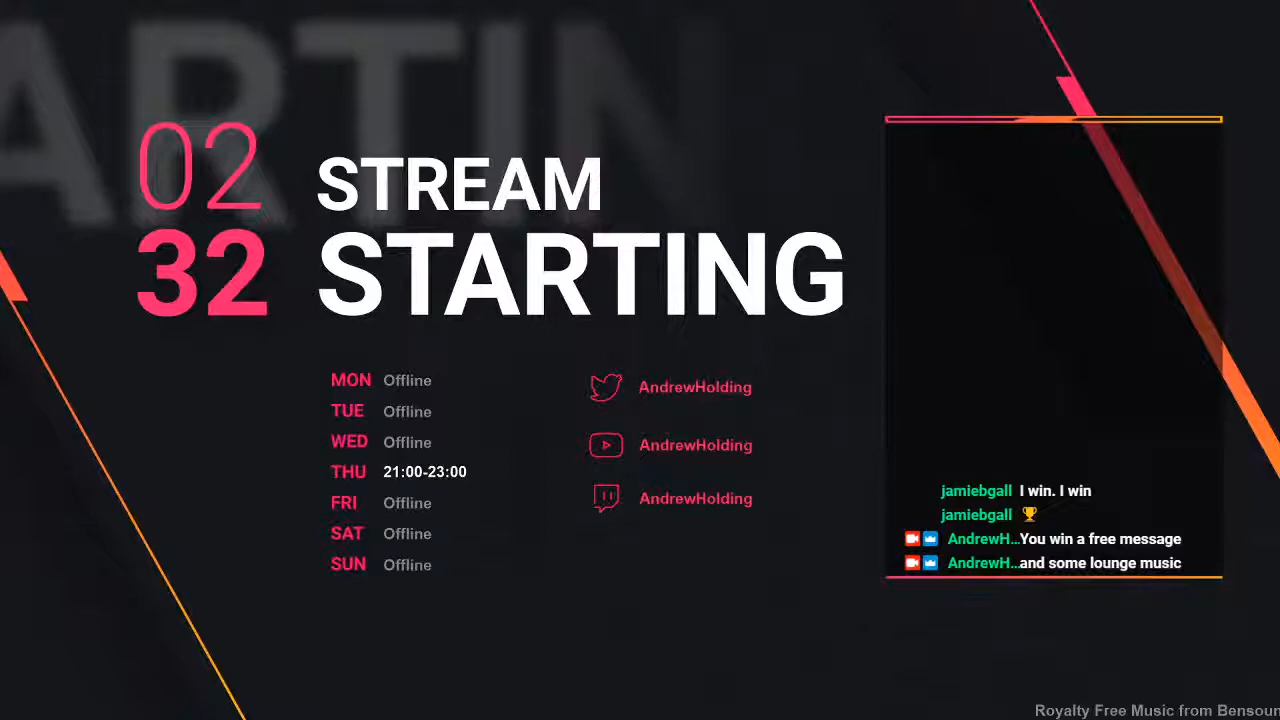 ARTIN
02
32
STREAM
STARTING
MON Offline
TUE Offline
WED Offline
THU 21:00-23:00
FRI Offline
SAT Offline
SUN Offline
AndrewHolding
AndrewHolding
AndrewHolding
jamiebgall I win. I win
jamiebgall 🏆
AndrewH...You win a free message
AndrewH...and some lounge music
Royalty Free Music from Bensoun